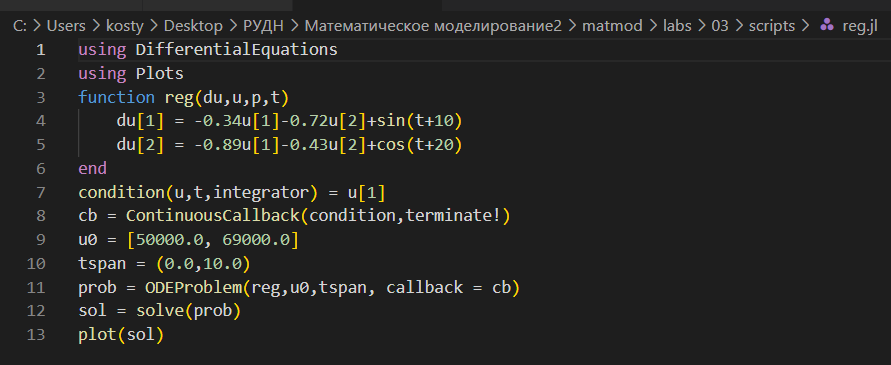 C: > Users > kosty > Desktop > РУДН > Математическое моделирование2 > matmod > labs > 03 > scripts > reg.jl
1 using DifferentialEquations
2 using Plots
3 function reg(du,u,p,t)
4 du[1] = -0.34u[1]-0.72u[2]+sin(t+10)
5 du[2] = -0.89u[1]-0.43u[2]+cos(t+20)
6 end
7 condition(u,t,integrator) = u[1]
8 cb = ContinuousCallback(condition,terminate!)
9 u0 = [50000.0, 69000.0]
10 tspan = (0.0,10.0)
11 prob = ODEProblem(reg,u0,tspan, callback = cb)
12 sol = solve(prob)
13 plot(sol)